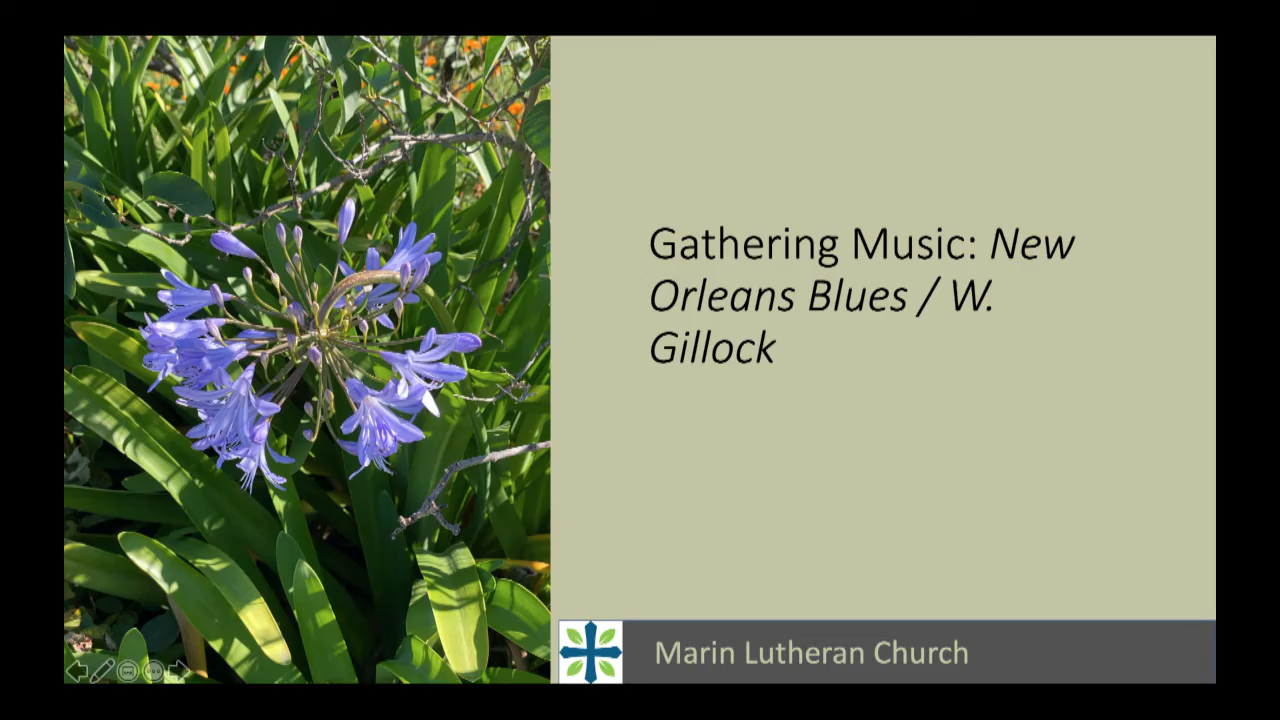 Gathering Music: New
Orleans Blues / W.
Gillock
Marin Lutheran Church